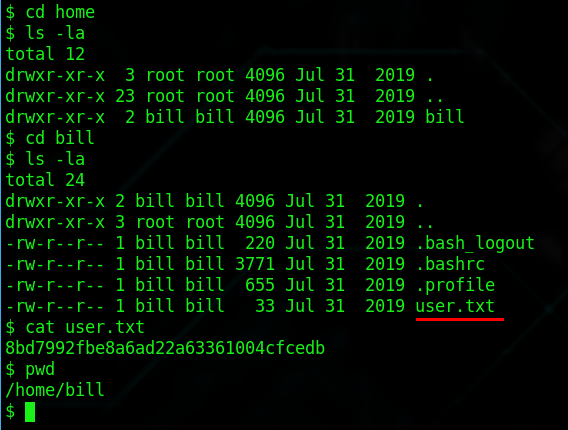 $ cd home
$ ls -la
total 12
drwxr-xr-x  3 root root 4096 Jul 31  2019 .
drwxr-xr-x 23 root root 4096 Jul 31  2019 ..
drwxr-xr-x  2 bill bill 4096 Jul 31  2019 bill
$ cd bill
$ ls -la
total 24
drwxr-xr-x 2 bill bill 4096 Jul 31  2019 .
drwxr-xr-x 3 root root 4096 Jul 31  2019 ..
-rw-r--r-- 1 bill bill  220 Jul 31  2019 .bash_logout
-rw-r--r-- 1 bill bill 3771 Jul 31  2019 .bashrc
-rw-r--r-- 1 bill bill  655 Jul 31  2019 .profile
-rw-r--r-- 1 bill bill   33 Jul 31  2019 user.txt
$ cat user.txt
8bd7992fbe8a6ad22a63361004cfcedb
$ pwd
/home/bill
$